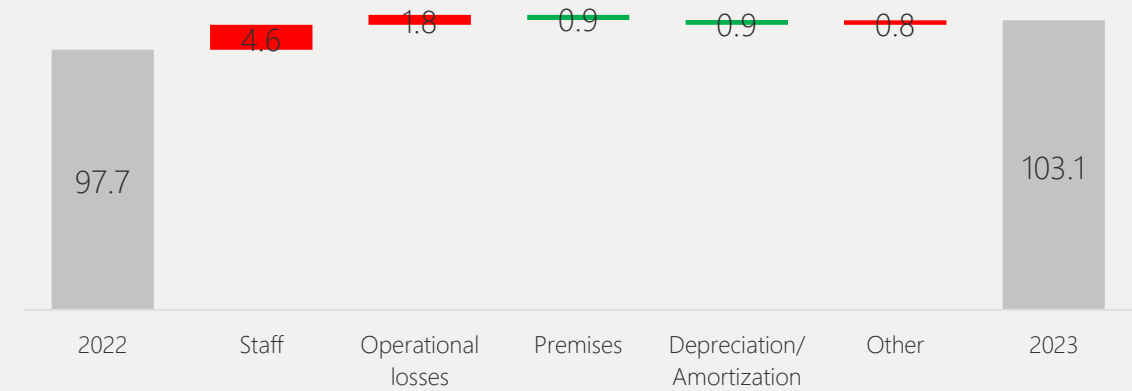 97.7
4.6
1.8
0.9
0.9
0.8
103.1
2022
Staff
Operational
losses
Premises
Depreciation/
Amortization
Other
2023